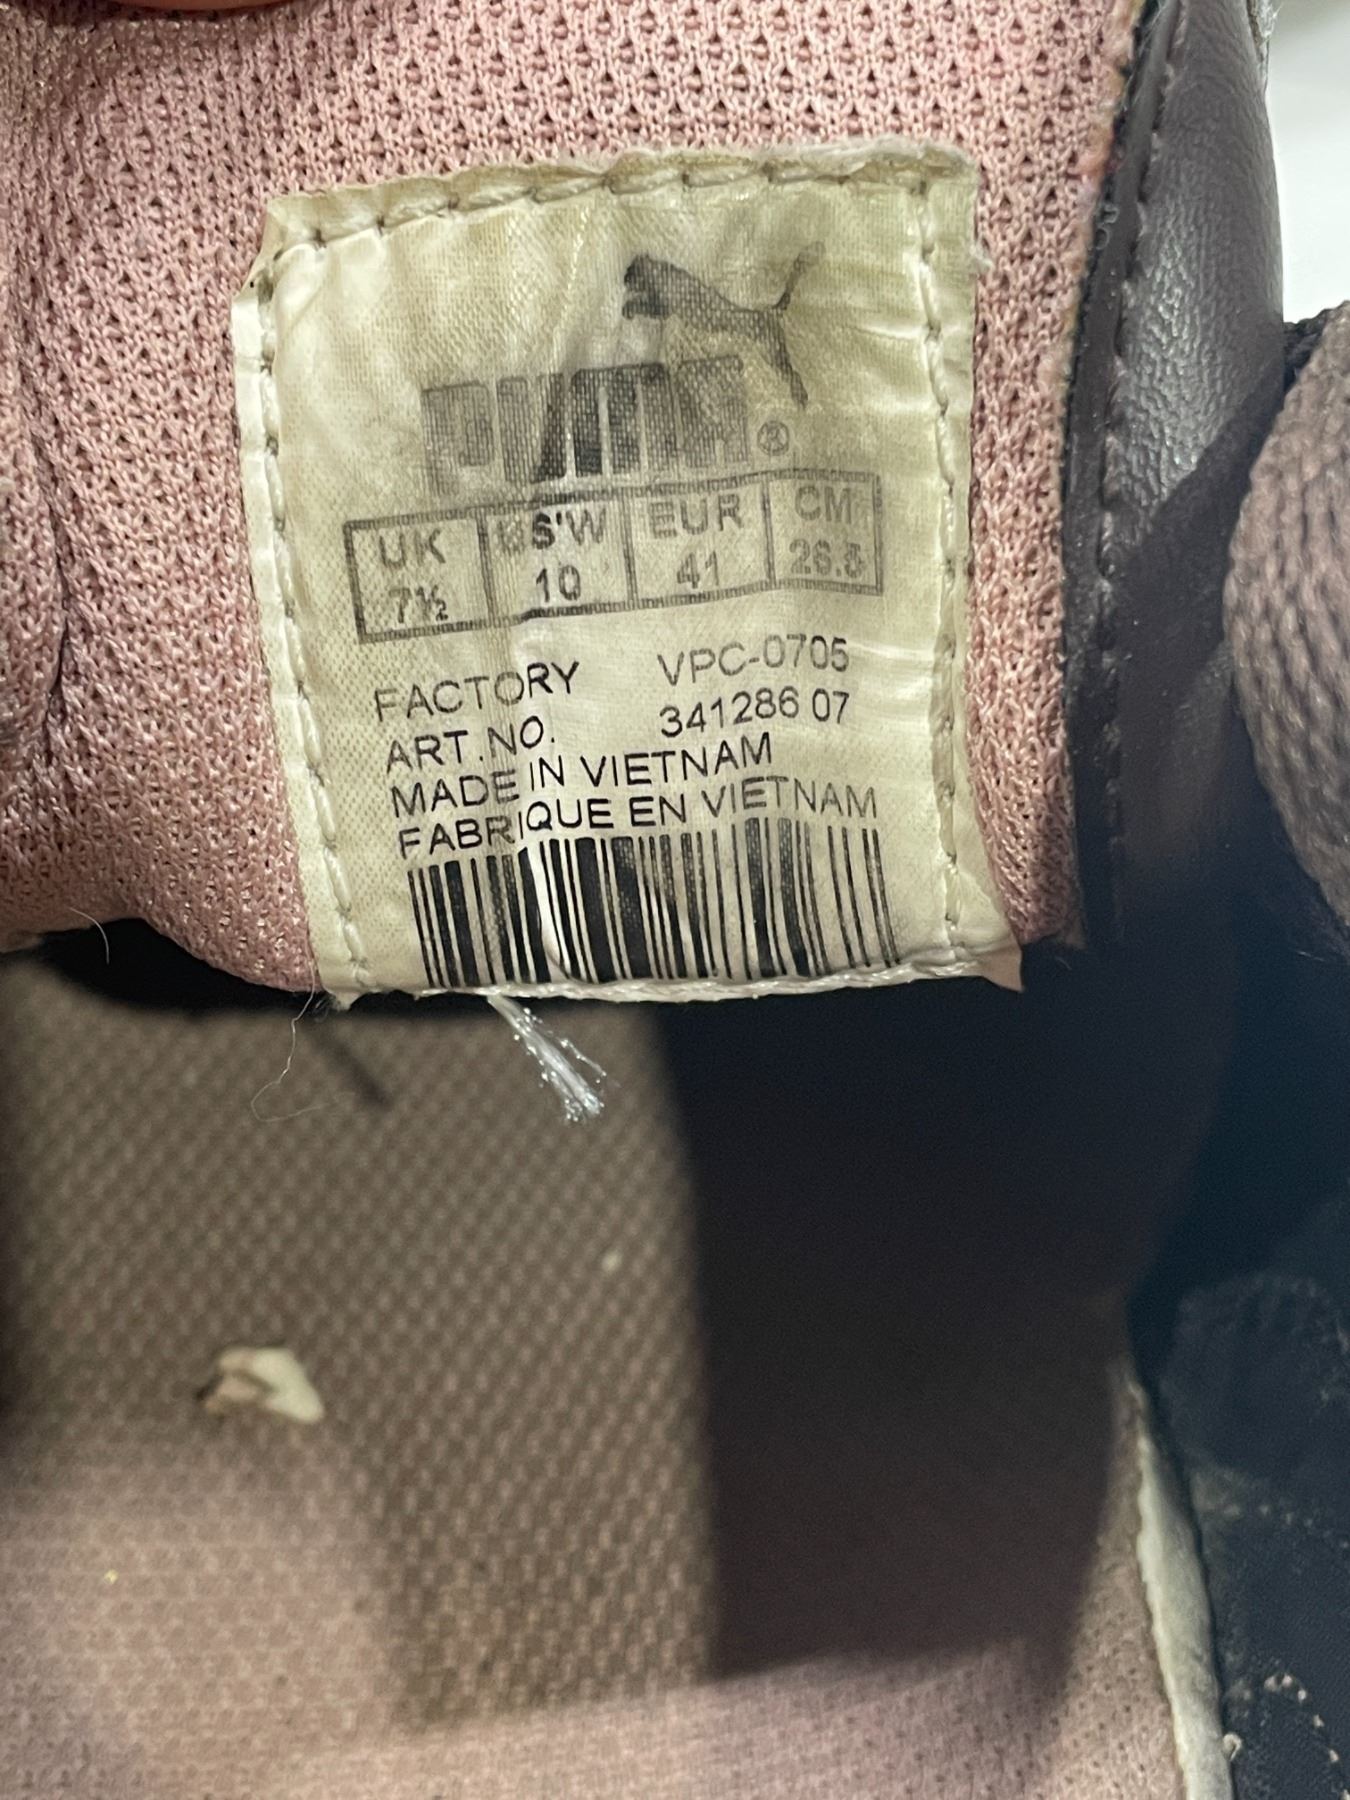 PUMA®
UK US'W EUR CM
7½ 10 41 26.5
FACTORY VPC-0705
ART.NO. 341286 07
MADE IN VIETNAM
FABRIQUE EN VIETNAM